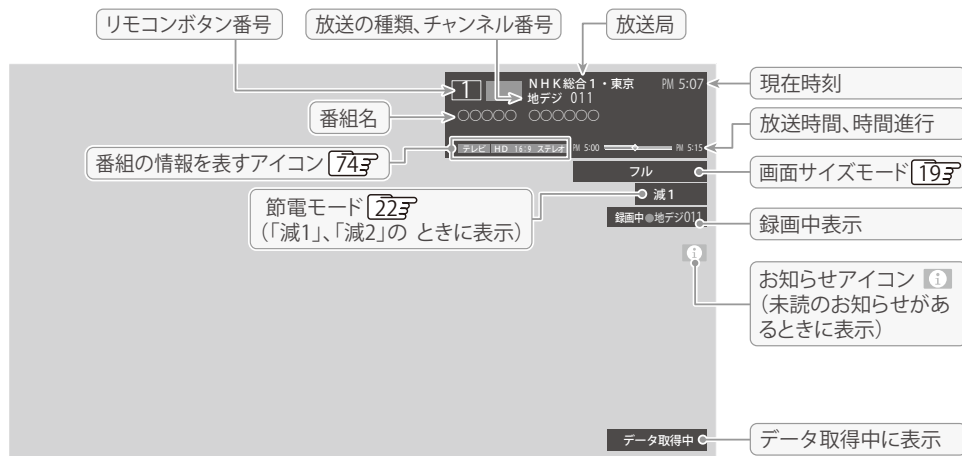 リモコンボタン番号
放送の種類、チャンネル番号
放送局
1
NHK総合1・東京
PM 5:07
地デジ 011
○○○○○ ○○○○○○
現在時刻
番組名
放送時間、時間進行
テレビ HD 16:9 ステレオ PM 5:00 PM 5:15
番組の情報を表すアイコン 74
フル
画面サイズモード 19
減1
節電モード 22
(「減1」、「減2」の ときに表示)
録画中●地デジ011
録画中表示
お知らせアイコン
(未読のお知らせがあ
るときに表示)
データ取得中
データ取得中に表示